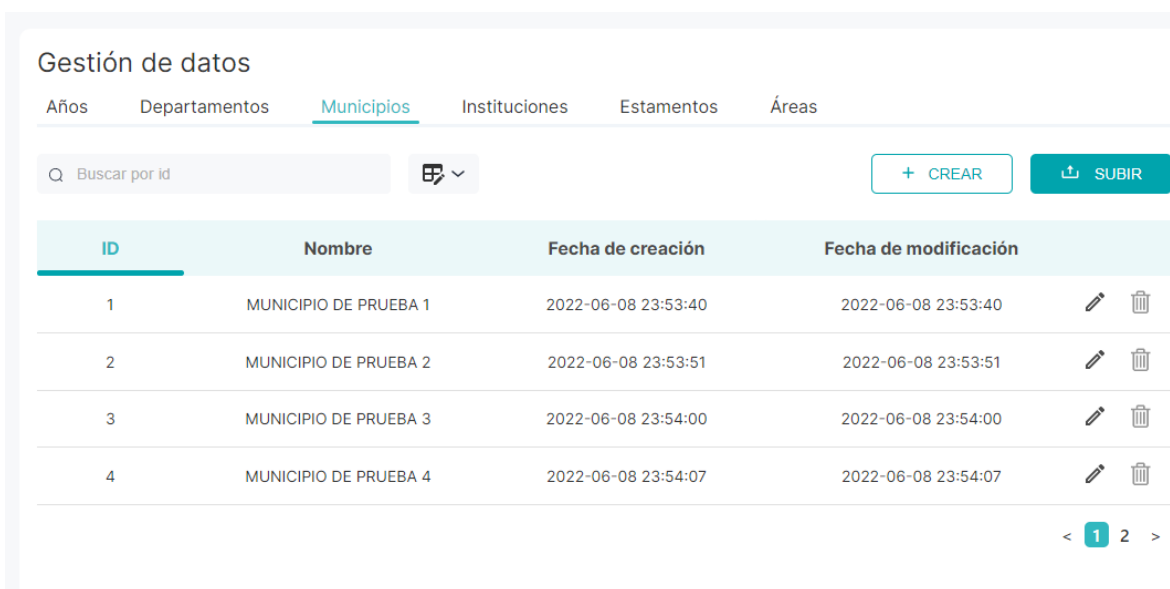 Gestión de datos
Años Departamentos Municipios Instituciones Estamentos Áreas
Buscar por id + CREAR SUBIR
ID Nombre Fecha de creación Fecha de modificación
1 MUNICIPIO DE PRUEBA 1 2022-06-08 23:53:40 2022-06-08 23:53:40
2 MUNICIPIO DE PRUEBA 2 2022-06-08 23:53:51 2022-06-08 23:53:51
3 MUNICIPIO DE PRUEBA 3 2022-06-08 23:54:00 2022-06-08 23:54:00
4 MUNICIPIO DE PRUEBA 4 2022-06-08 23:54:07 2022-06-08 23:54:07
< 1 2 >